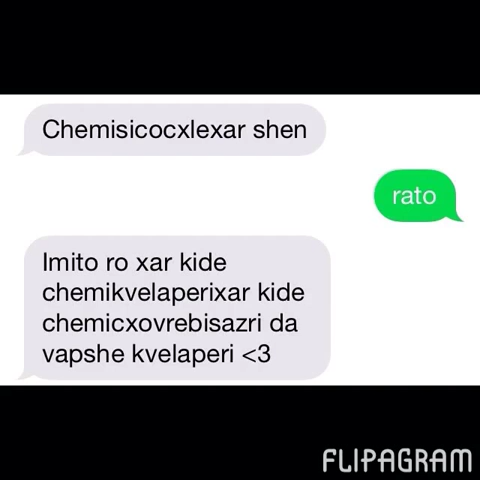 Chemisicocxlexar shen
rato
Imito ro xar kide
chemikvelaperixar kide
chemicxovrebisazri da
vapshe kvelaperi <3
FLIPAGRAM